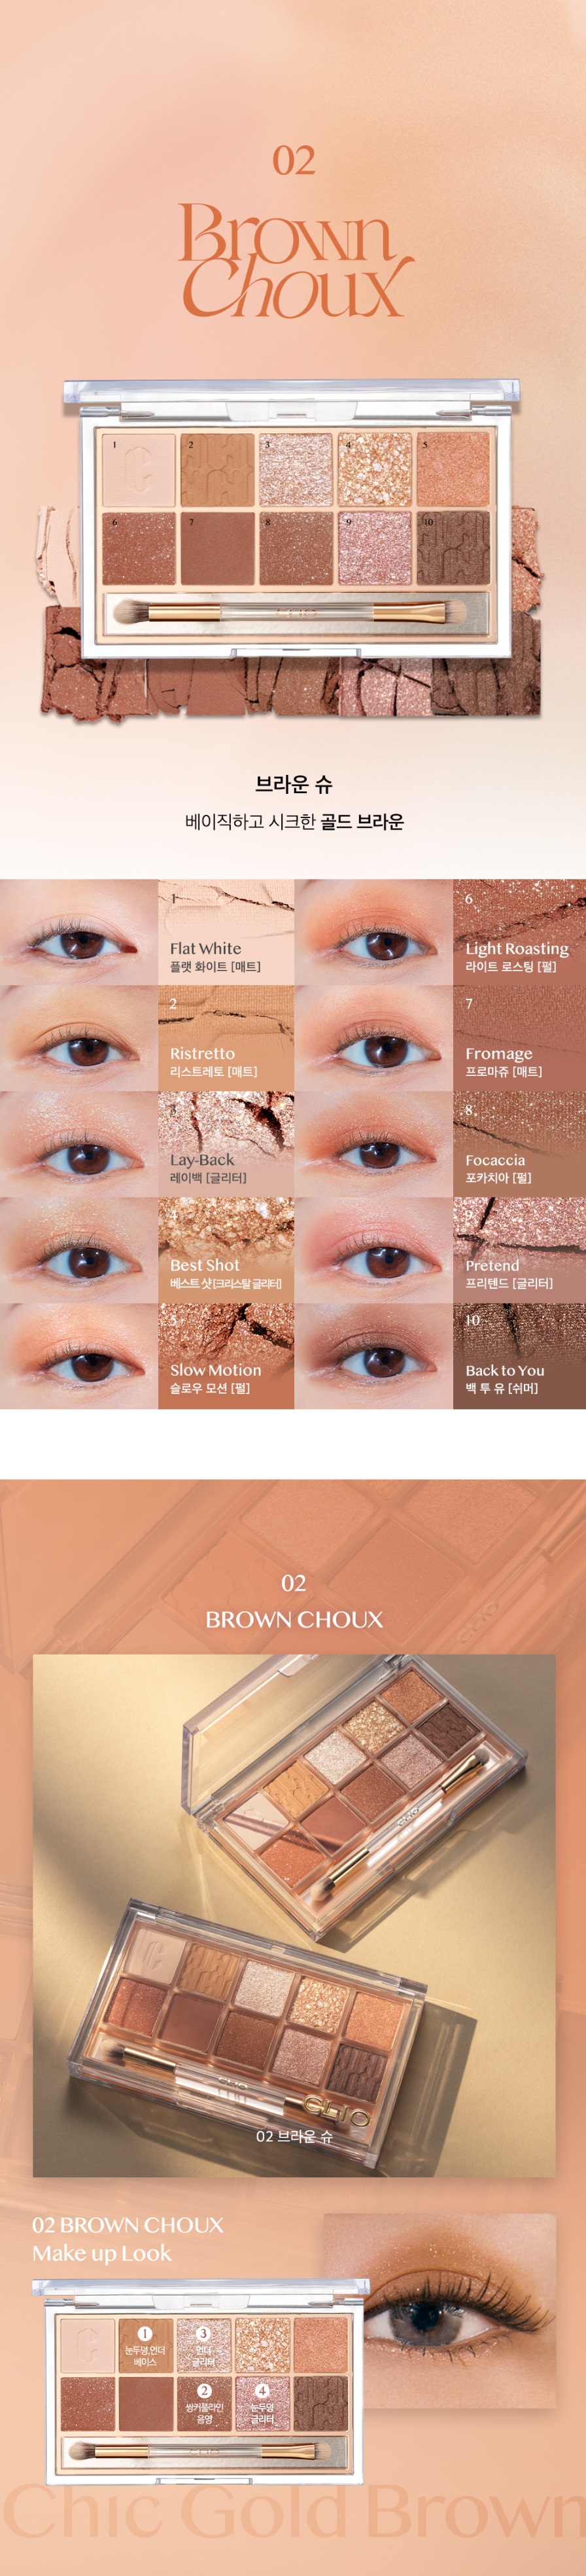 02
Brown
Choux
1
2
3
4
5
6
7
8
9
10
CLIO
브라운 슈
베이직하고 시크한 골드 브라운
1
Flat White
플랫 화이트 [매트]
6
Light Roasting
라이트 로스팅 [펄]
2
Ristretto
리스트레토 [매트]
7
Fromage
프로마쥬 [매트]
3
Lay-Back
레이백 [글리터]
8
Focaccia
포카치아 [펄]
4
Best Shot
베스트 샷 [크리스탈 글리터]
9
Pretend
프리텐드 [글리터]
5
Slow Motion
슬로우 모션 [펄]
10
Back to You
백 투 유 [쉬머]
02
BROWN CHOUX
CLIO
CLIO
CLIO
02 브라운 슈
02 BROWN CHOUX
Make up Look
1
눈두덩,언더
베이스
3
언더
글리터
2
쌍커풀라인
음영
4
눈두덩
글리터
CLIO
Chic Gold Brown